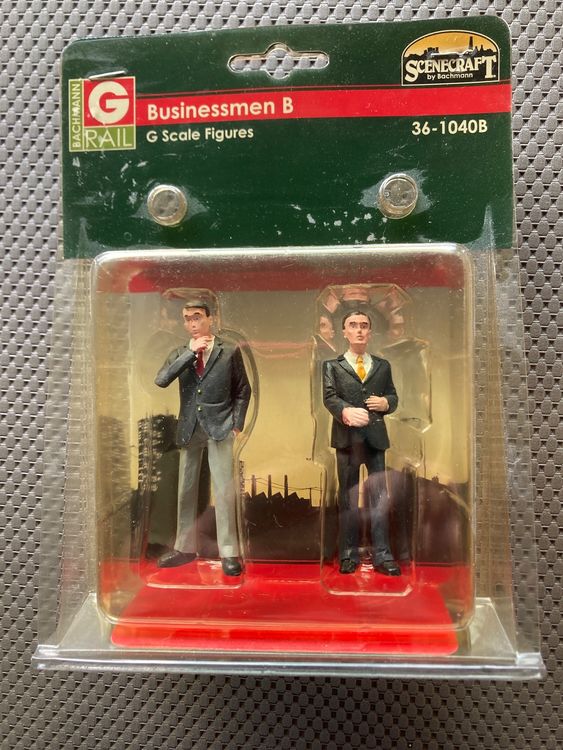 BACHMANN
G
RAIL
Businessmen B
G Scale Figures
SCENECRAFT
by Bachmann
36-1040B